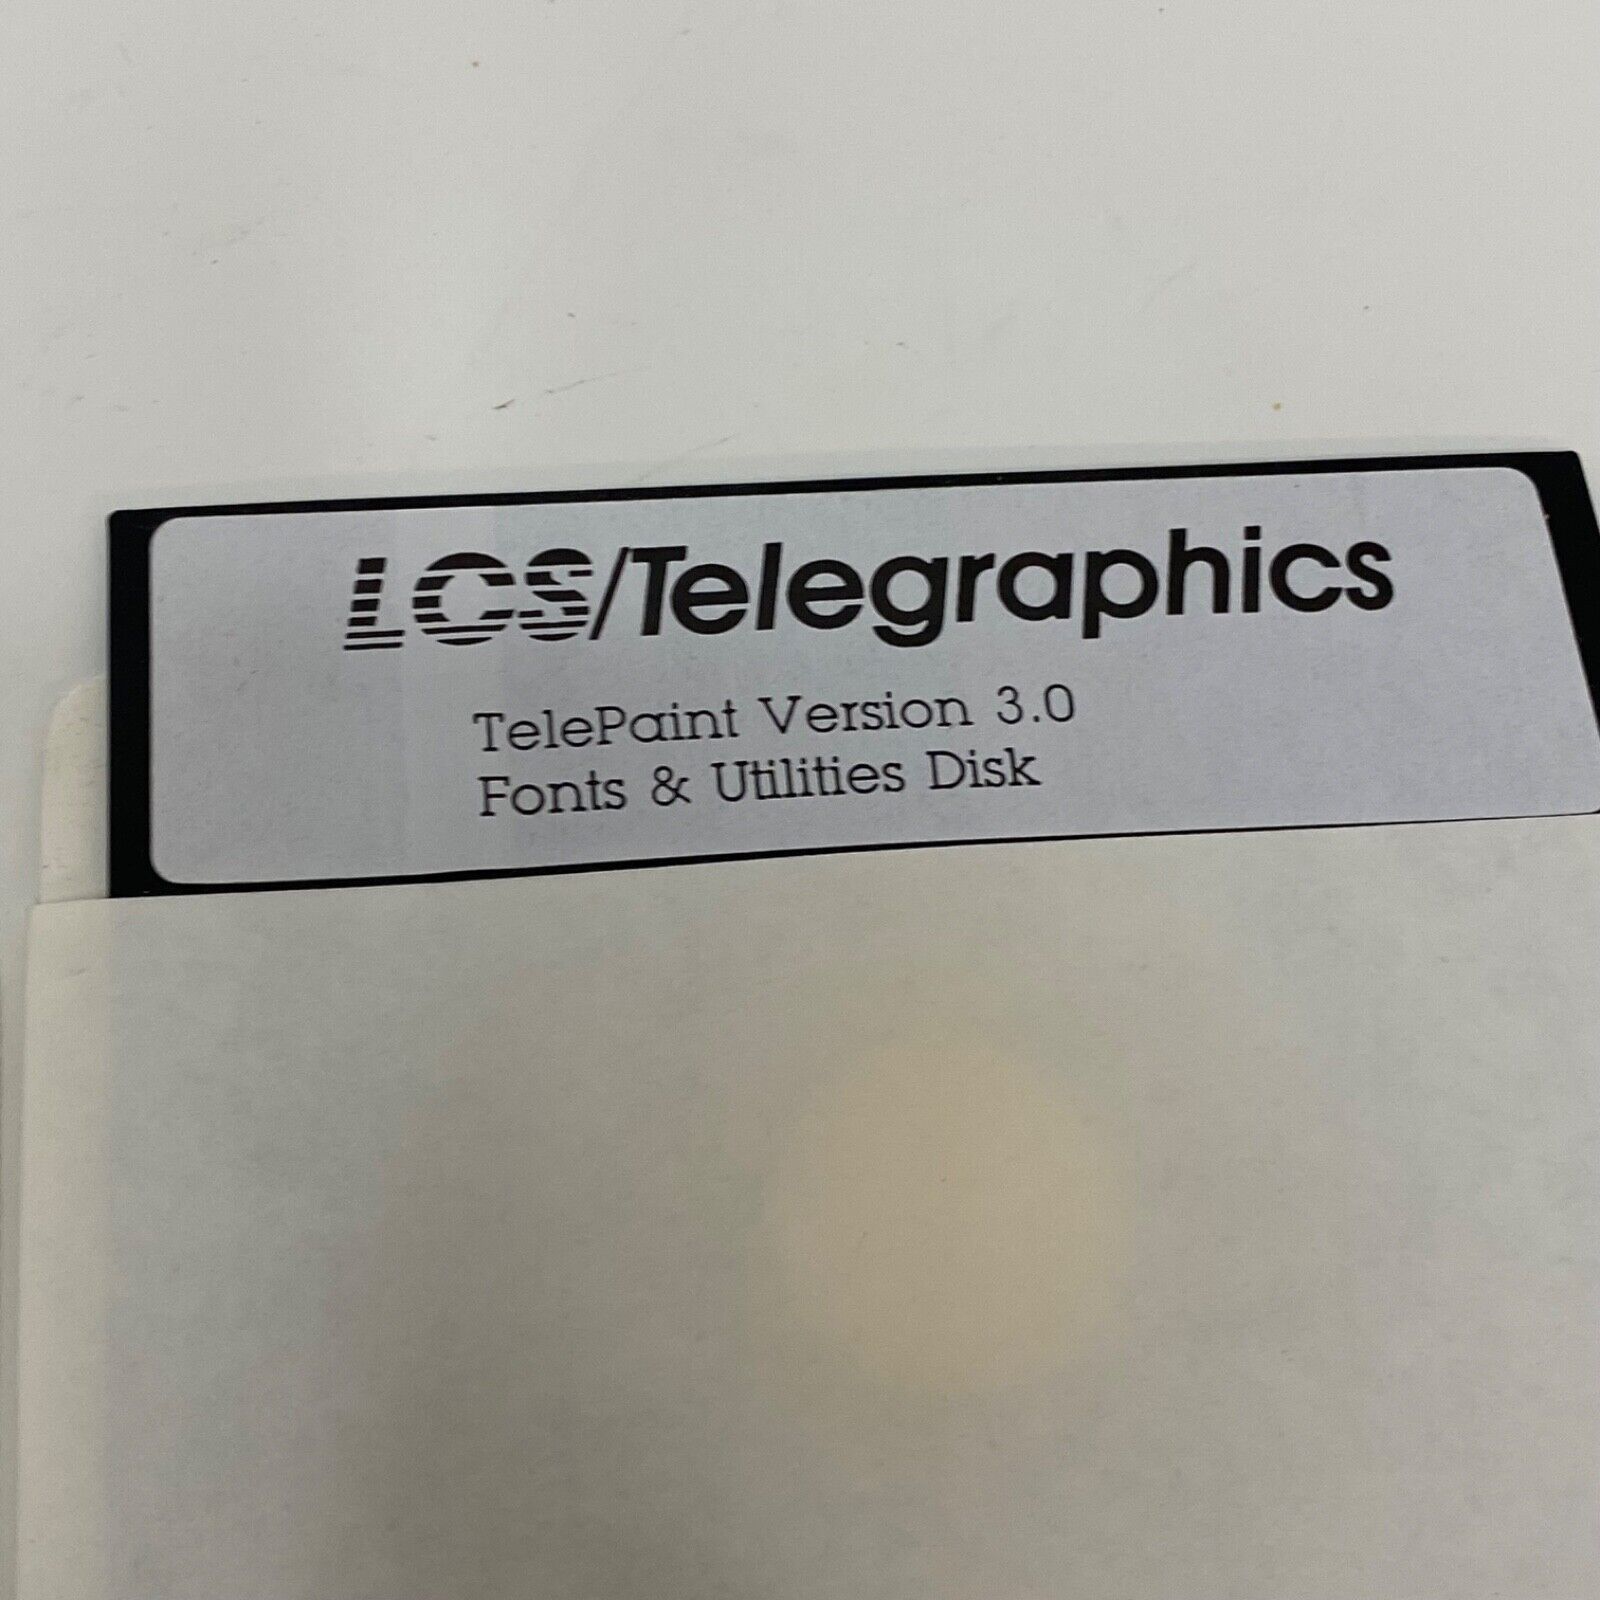 LCS/Telegraphics
TelePaint Version 3.0
Fonts & Utilities Disk